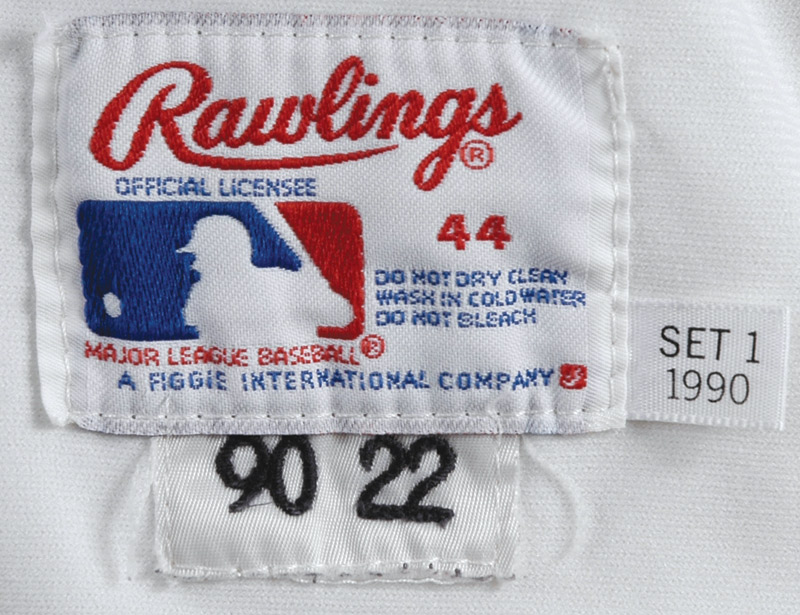 Rawlings®
OFFICIAL LICENSEE
44
DO NOT DRY CLEAN
WASH IN COLD WATER
DO NOT BLEACH
MAJOR LEAGUE BASEBALL®
A FIGGIE INTERNATIONAL COMPANY
SET 1
1990
90 22